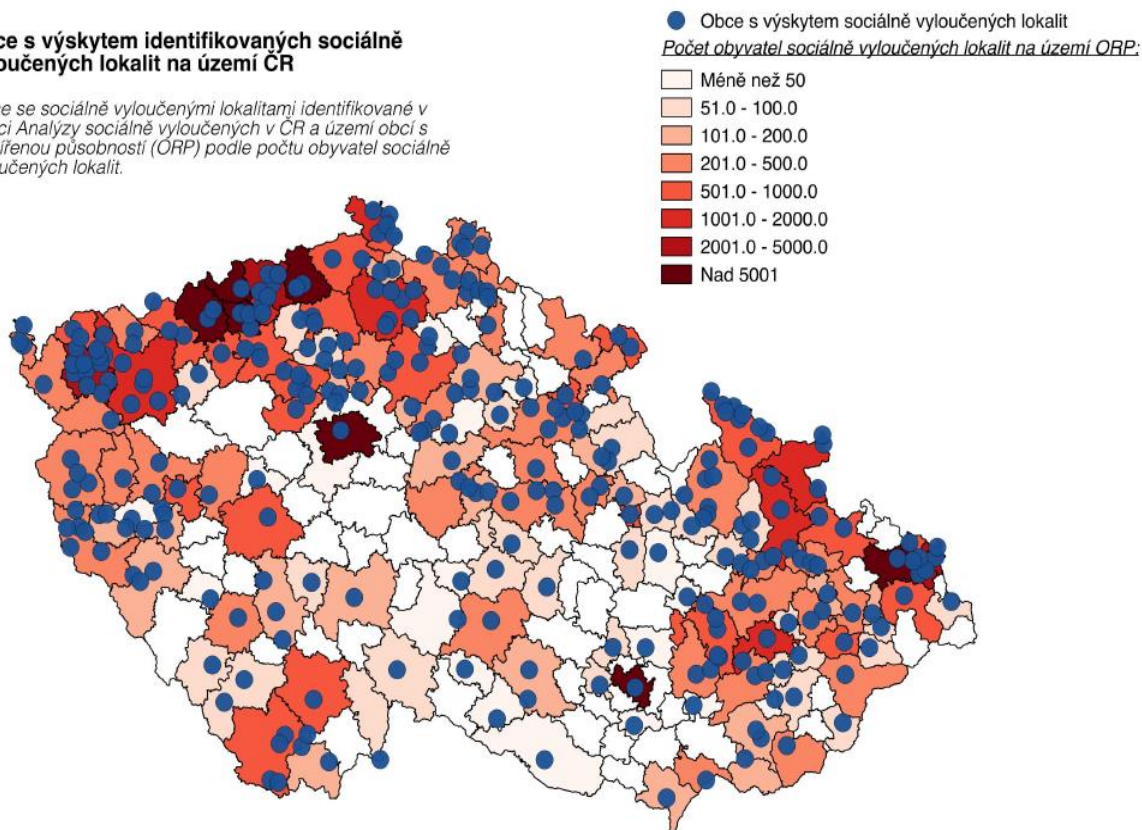 ce s výskytem identifikovaných sociálně
loučených lokalit na území ČR
ce se sociálně vyloučenými lokalitami identifikované v
ci Analýzy sociálně vyloučených v ČR a území obcí s
ířenou působností (ORP) podle počtu obyvatel sociálně
učených lokalit.
Obce s výskytem sociálně vyloučených lokalit
Počet obyvatel sociálně vyloučených lokalit na území ORP:
Méně než 50
51.0 - 100.0
101.0 - 200.0
201.0 - 500.0
501.0 - 1000.0
1001.0 - 2000.0
2001.0 - 5000.0
Nad 5001